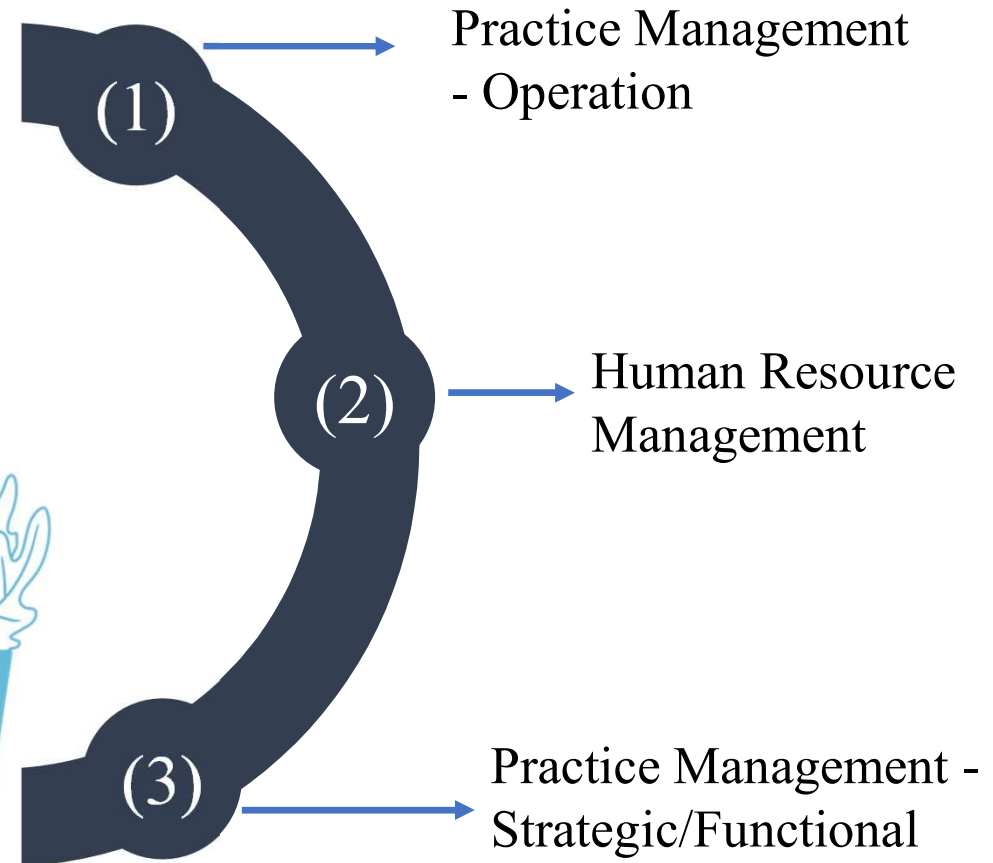 (1)
Practice Management
- Operation
(2)
Human Resource
Management
(3)
Practice Management -
Strategic/Functional